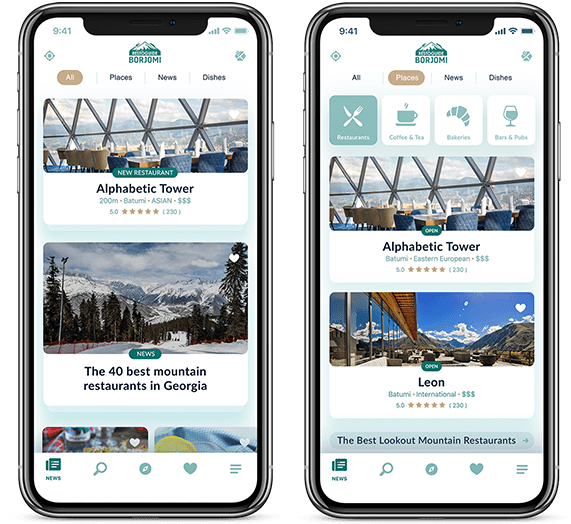 9:41
RESTOGUIDE
BORJOMI
All
Places
News
Dishes
NEW RESTAURANT
Alphabetic Tower
200m • Batumi • ASIAN • $$$
5.0 ★★★★★ ( 230 )
NEWS
The 40 best mountain
restaurants in Georgia
NEWS
9:41
RESTOGUIDE
BORJOMI
All
Places
News
Dishes
Restaurants
Coffee & Tea
Bakeries
Bars & Pubs
OPEN
Alphabetic Tower
Batumi • Eastern European • $$$
5.0 ★★★★★ ( 230 )
OPEN
Leon
Batumi • International • $$$
5.0 ★★★★★ ( 230 )
The Best Lookout Mountain Restaurants →
NEWS